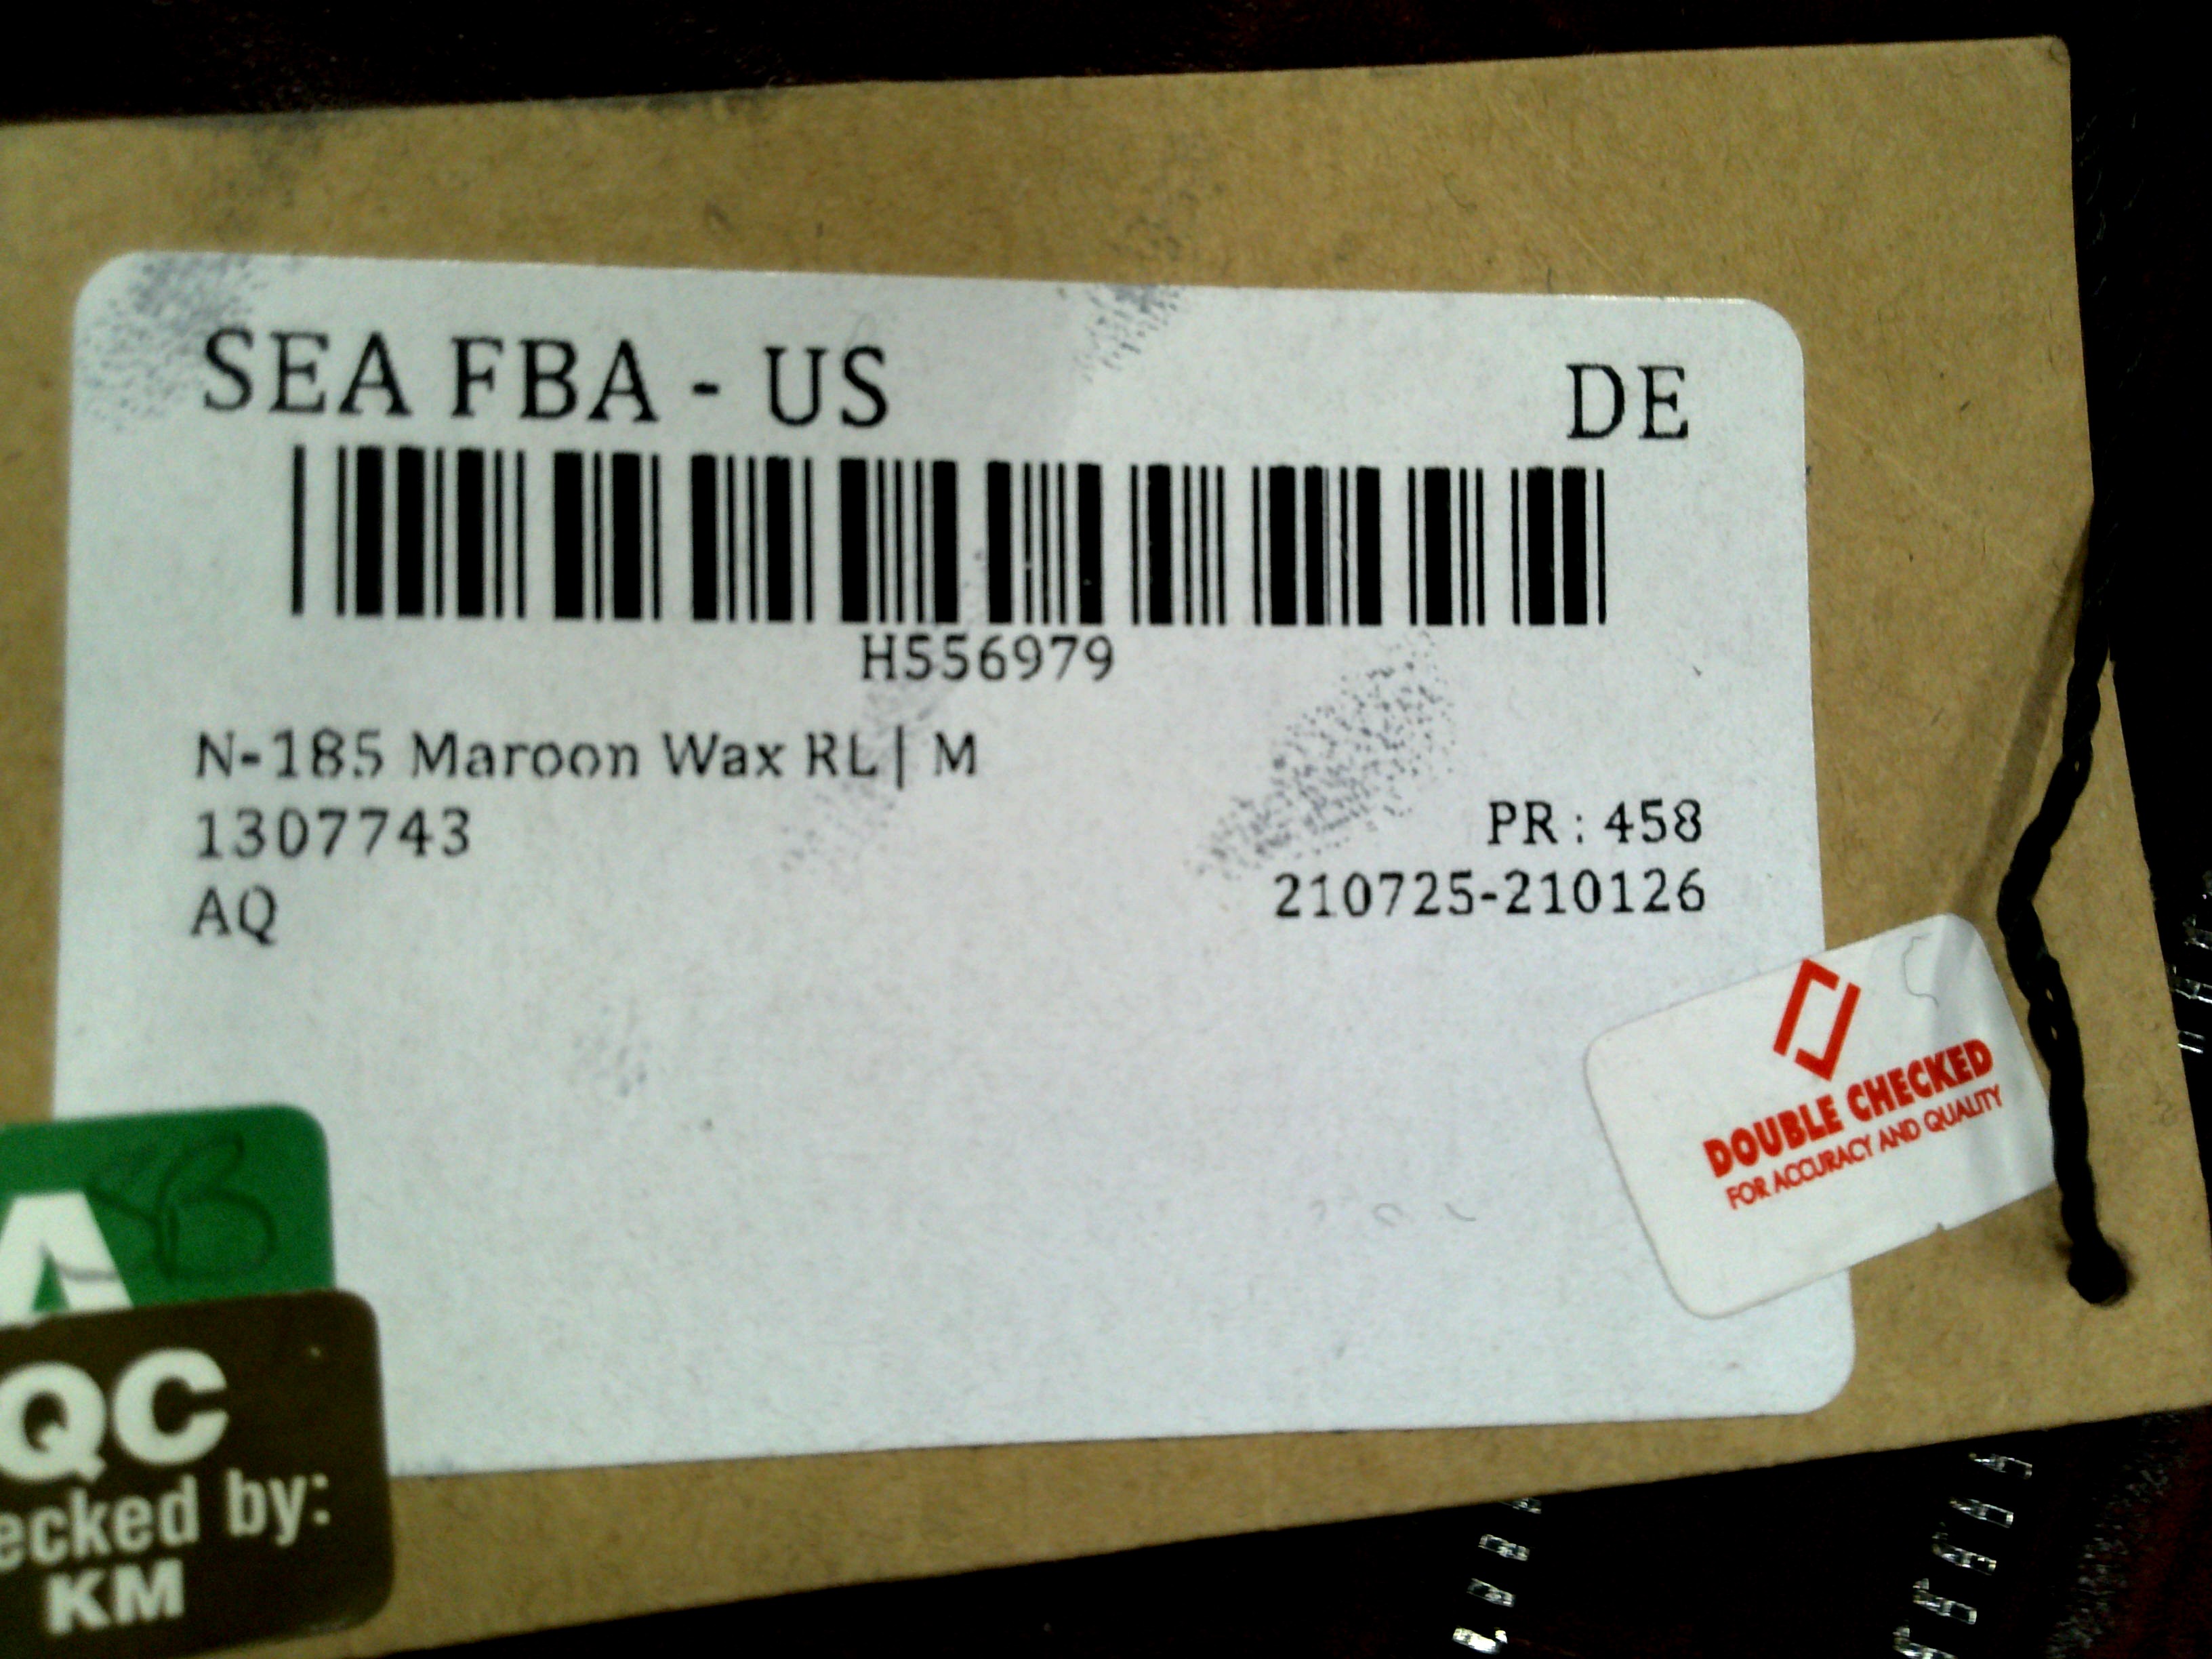 SEA FBA - US
DE
H556979
N-185 Maroon Wax RL| M
1307743
PR : 458
AQ
210725-210126
DOUBLE CHECKED
FOR ACCURACY AND QUALITY
A
QC
ecked by:
KM